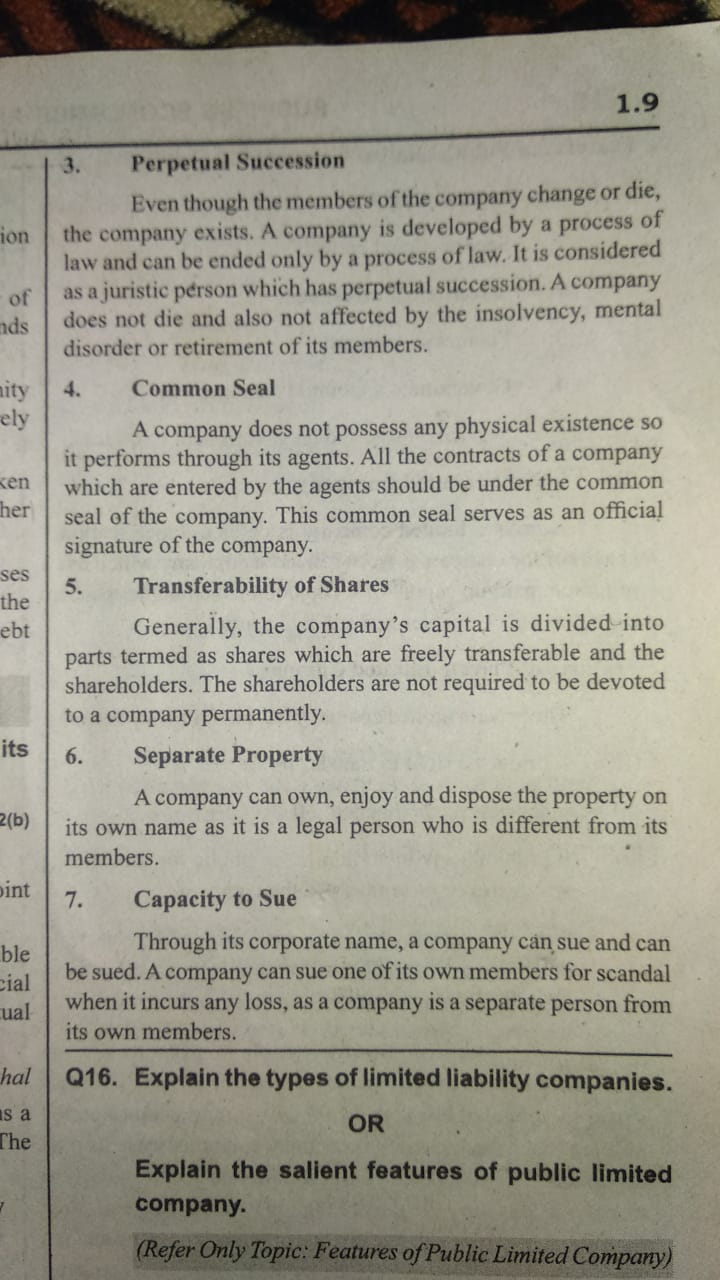 1.9
ion
of
nds
nity
ely
ken
her
ses
the
ebt
its
2(b)
oint
ble
cial
tual
hal
as a
The
y
3. Perpetual Succession
Even though the members of the company change or die,
the company exists. A company is developed by a process of
law and can be ended only by a process of law. It is considered
as a juristic person which has perpetual succession. A company
does not die and also not affected by the insolvency, mental
disorder or retirement of its members.
4. Common Seal
A company does not possess any physical existence so
it performs through its agents. All the contracts of a company
which are entered by the agents should be under the common
seal of the company. This common seal serves as an official
signature of the company.
5. Transferability of Shares
Generally, the company's capital is divided into
parts termed as shares which are freely transferable and the
shareholders. The shareholders are not required to be devoted
to a company permanently.
6. Separate Property
A company can own, enjoy and dispose the property on
its own name as it is a legal person who is different from its
members.
7. Capacity to Sue
Through its corporate name, a company can sue and can
be sued. A company can sue one of its own members for scandal
when it incurs any loss, as a company is a separate person from
its own members.
Q16. Explain the types of limited liability companies.
OR
Explain the salient features of public limited
company.
(Refer Only Topic: Features of Public Limited Company)